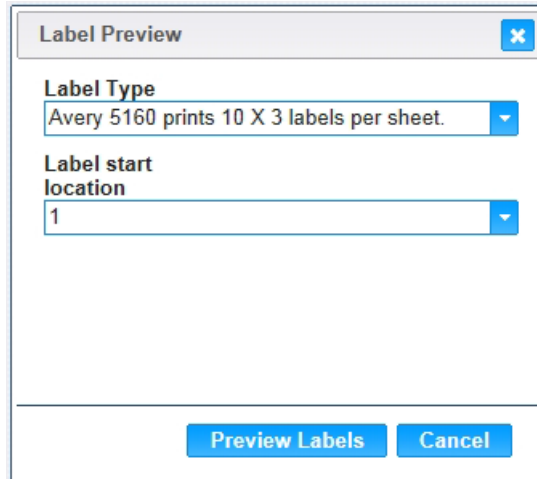 Label Preview
Label Type
Avery 5160 prints 10 X 3 labels per sheet.
Label start
location
1
Preview Labels Cancel